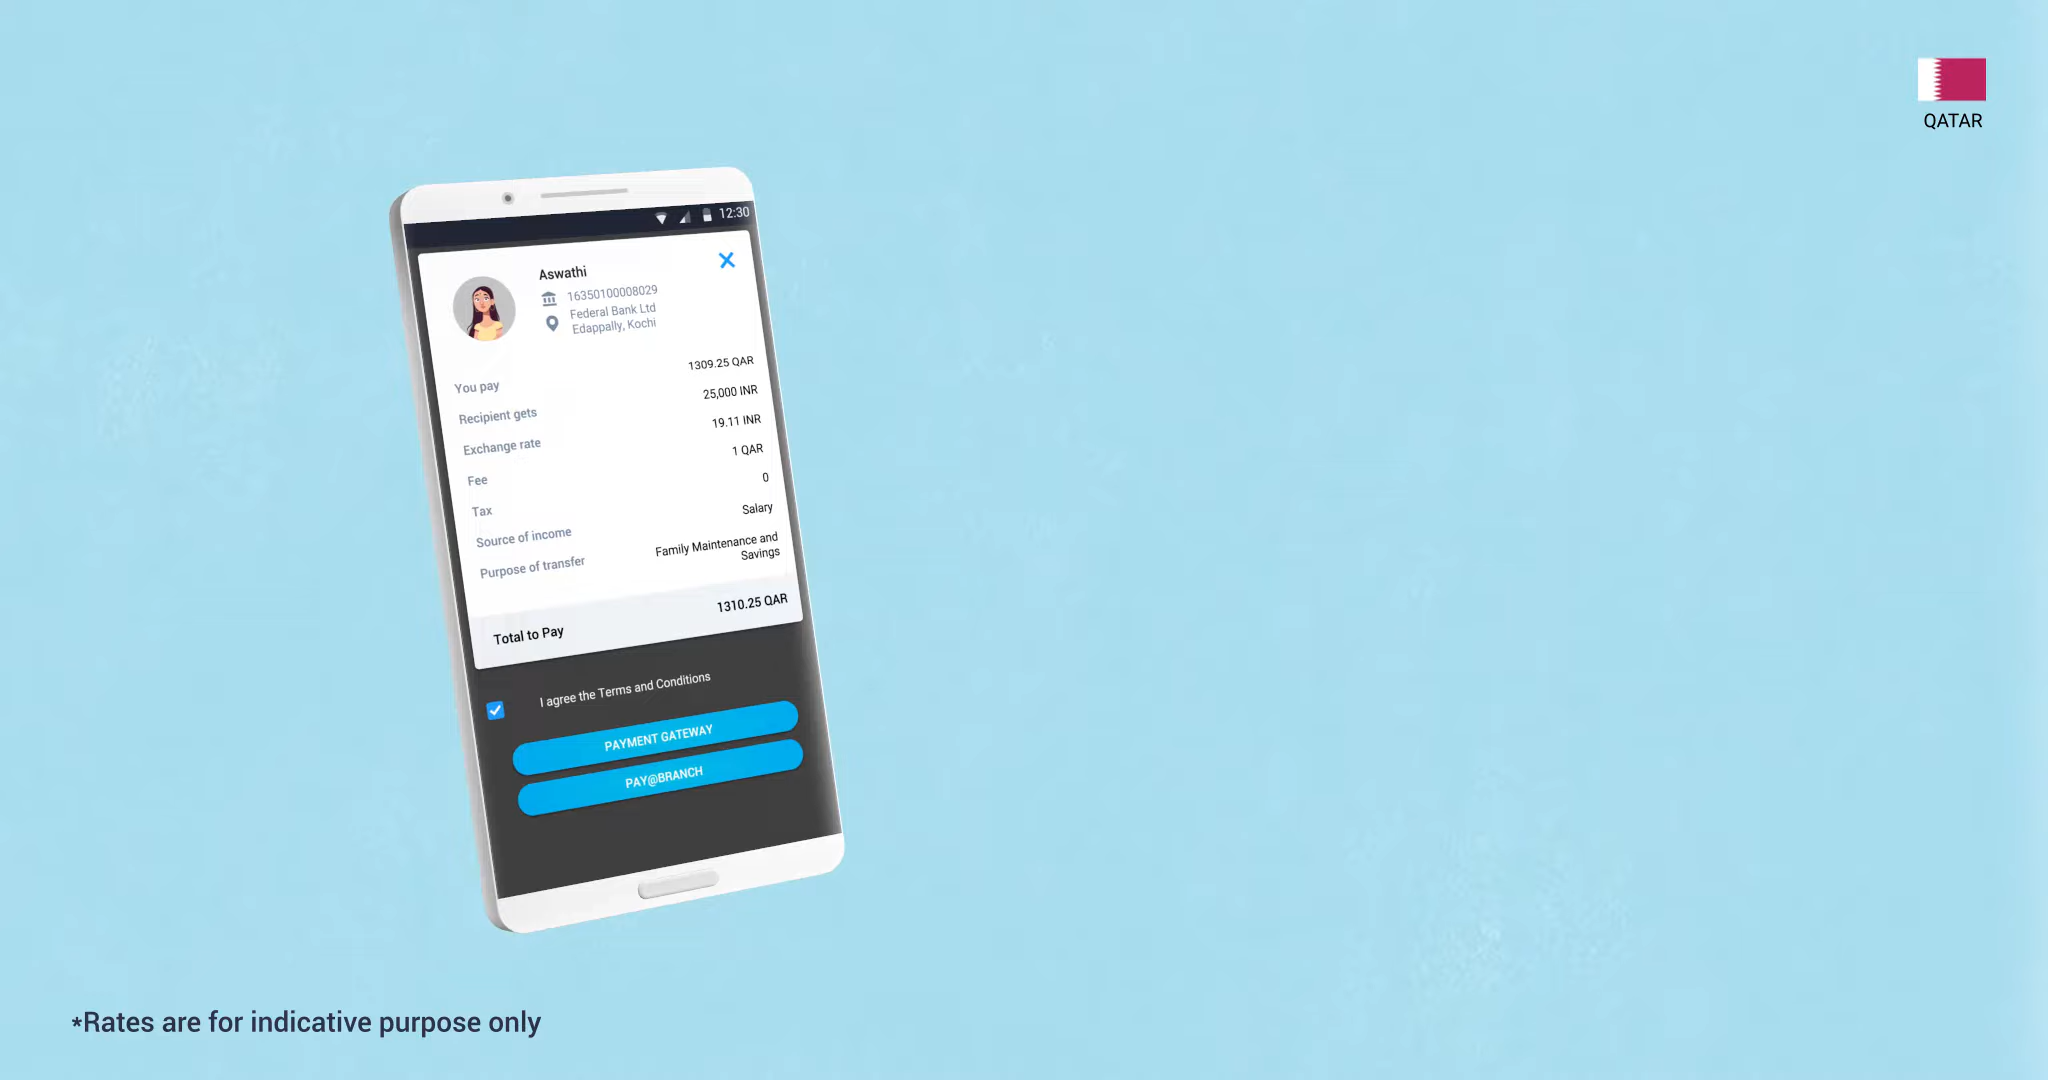 QATAR
12:30
Aswathi
16350100008029
Federal Bank Ltd
Edappally, Kochi
You pay 1309.25 QAR
Recipient gets 25,000 INR
Exchange rate 19.11 INR
Fee 1 QAR
Tax 0
Source of income Salary
Purpose of transfer Family Maintenance and
Savings
Total to Pay 1310.25 QAR
I agree the Terms and Conditions
PAYMENT GATEWAY
PAY@BRANCH
*Rates are for indicative purpose only